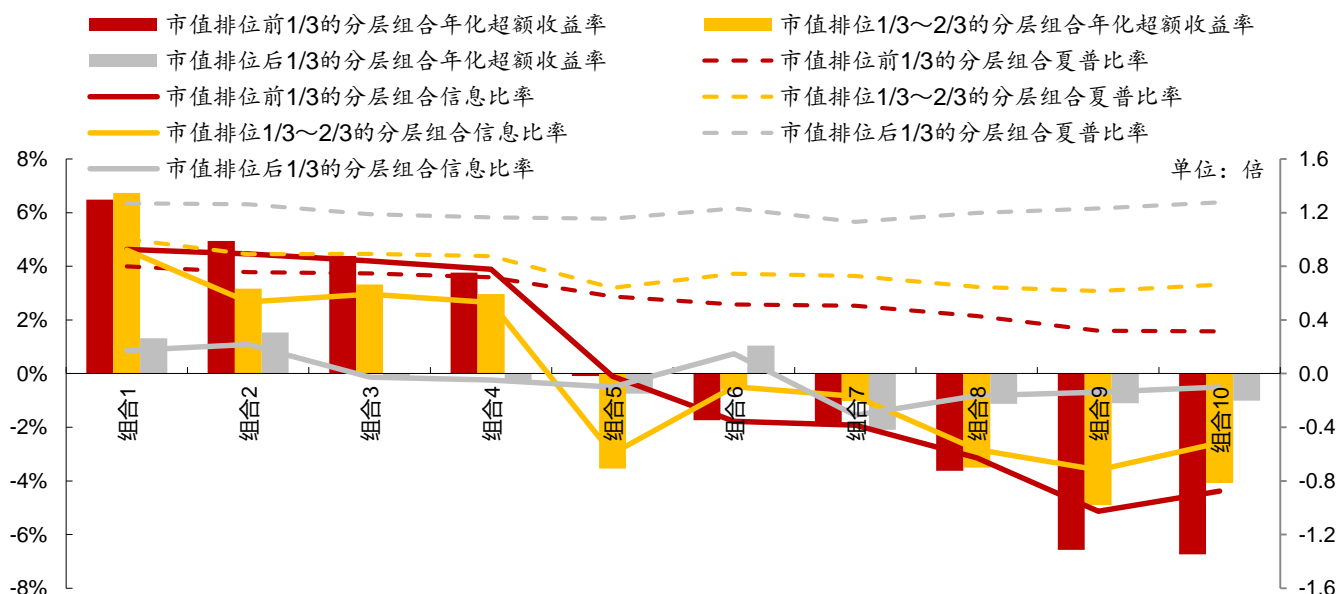 市值排位前1/3的分层组合年化超额收益率
市值排位1/3～2/3的分层组合年化超额收益率
市值排位后1/3的分层组合年化超额收益率
市值排位前1/3的分层组合夏普比率
市值排位前1/3的分层组合信息比率
市值排位1/3～2/3的分层组合夏普比率
市值排位1/3～2/3的分层组合信息比率
市值排位后1/3的分层组合夏普比率
市值排位后1/3的分层组合信息比率
单位：倍
8%
6%
4%
2%
0%
-2%
-4%
-6%
-8%
1.6
1.2
0.8
0.4
0.0
-0.4
-0.8
-1.2
-1.6
组合1
组合2
组合3
组合4
组合5
组合6
组合7
组合8
组合9
组合10